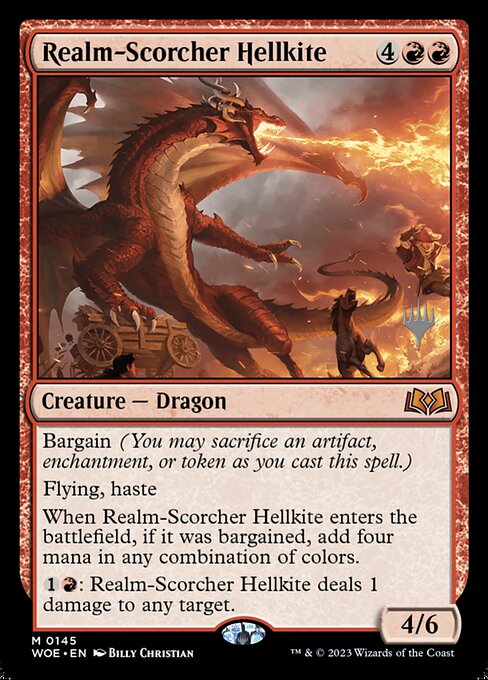 Realm-Scorcher Hellkite 4
Creature — Dragon
Bargain (You may sacrifice an artifact,
enchantment, or token as you cast this spell.)
Flying, haste
When Realm-Scorcher Hellkite enters the
battlefield, if it was bargained, add four
mana in any combination of colors.
1 : Realm-Scorcher Hellkite deals 1
damage to any target.
4/6
M 0145
WOE • EN Billy Christian
™ & © 2023 Wizards of the Coast